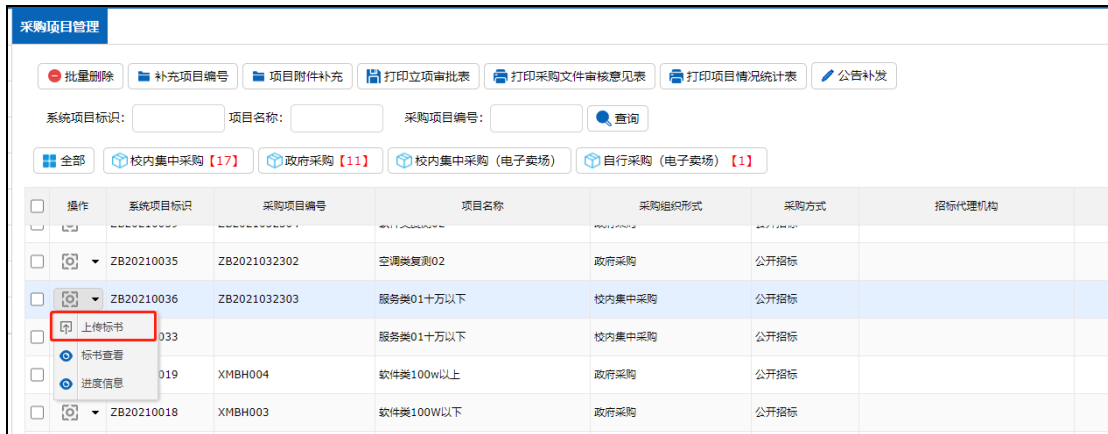 采购项目管理
批量删除 补充项目编号 项目附件补充 打印立项审批表 打印采购文件审核意见表 打印项目情况统计表 公告补发
系统项目标识: 项目名称: 采购项目编号: 查询
全部 校内集中采购【17】 政府采购【11】 校内集中采购（电子卖场） 自行采购（电子卖场）【1】
操作 系统项目标识 采购项目编号 项目名称 采购组织形式 采购方式 招标代理机构
ZB20210035 ZB2021032302 空调类复测02 政府采购 公开招标
ZB20210036 ZB2021032303 服务类01十万以下 校内集中采购 公开招标
上传标书
033 服务类01十万以下 校内集中采购 公开招标
标书查看
019 XMBH004 软件类100w以上 政府采购 公开招标
进度信息
ZB20210018 XMBH003 软件类100W以下 政府采购 公开招标